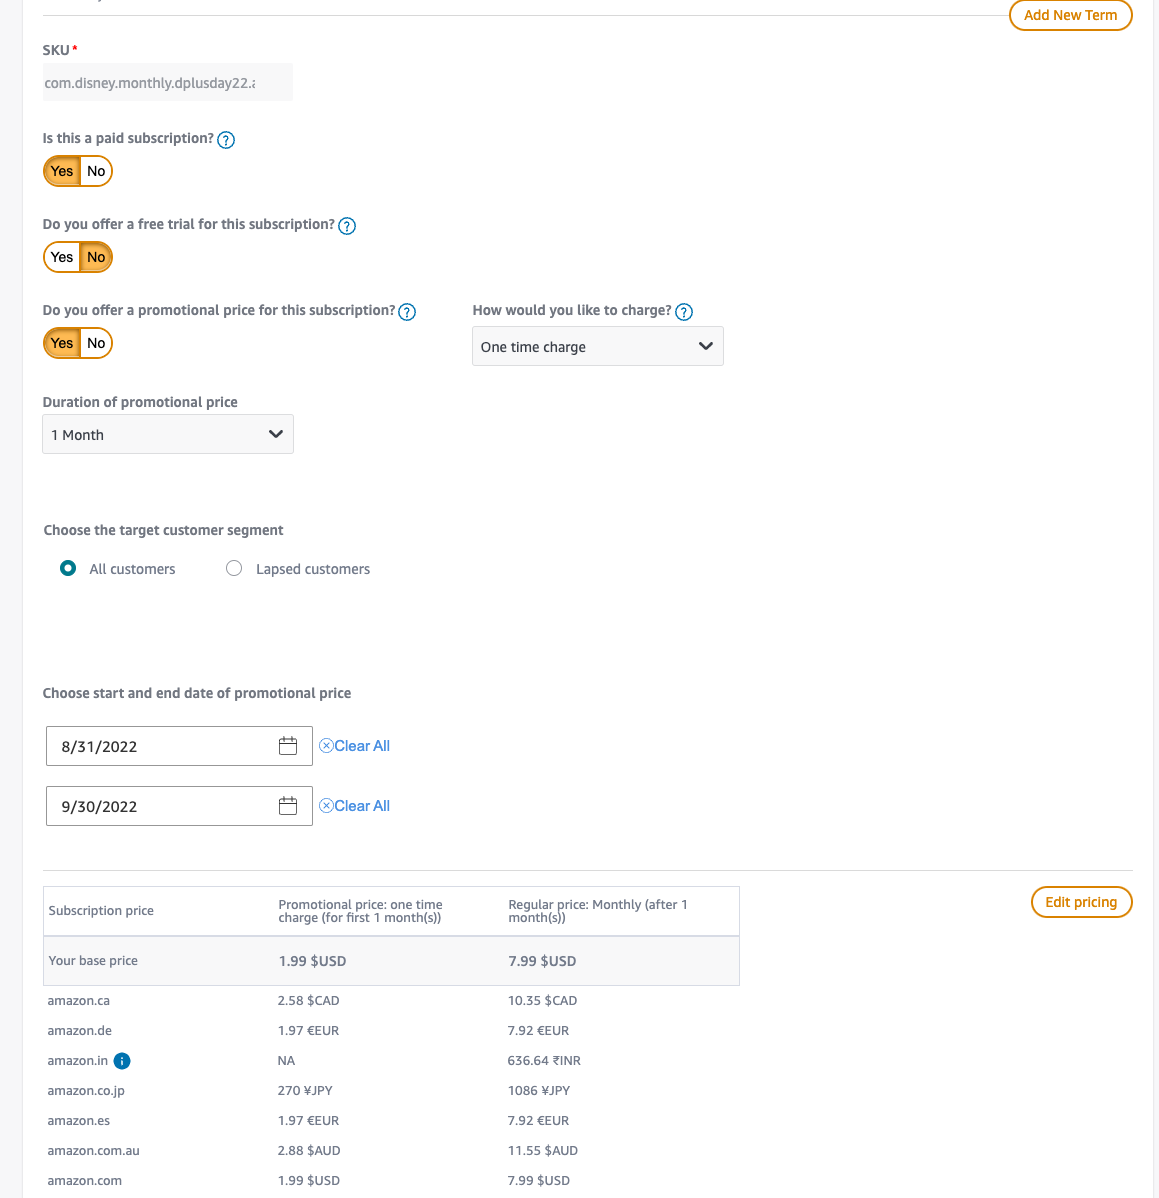 Add New Term
SKU*
com.disney.monthly.dplusday22.
Is this a paid subscription? ?
Yes No
Do you offer a free trial for this subscription? ?
Yes No
Do you offer a promotional price for this subscription? ? How would you like to charge? ?
Yes No One time charge
Duration of promotional price
1 Month
Choose the target customer segment
All customers Lapsed customers
Choose start and end date of promotional price
8/31/2022 Clear All
9/30/2022 Clear All
Subscription price Promotional price: one time charge (for first 1 month(s)) Regular price: Monthly (after 1 month(s)) Edit pricing
Your base price 1.99 $USD 7.99 $USD
amazon.ca 2.58 $CAD 10.35 $CAD
amazon.de 1.97 €EUR 7.92 €EUR
amazon.in i NA 636.64 ₹INR
amazon.co.jp 270 ¥JPY 1086 ¥JPY
amazon.es 1.97 €EUR 7.92 €EUR
amazon.com.au 2.88 $AUD 11.55 $AUD
amazon.com 1.99 $USD 7.99 $USD